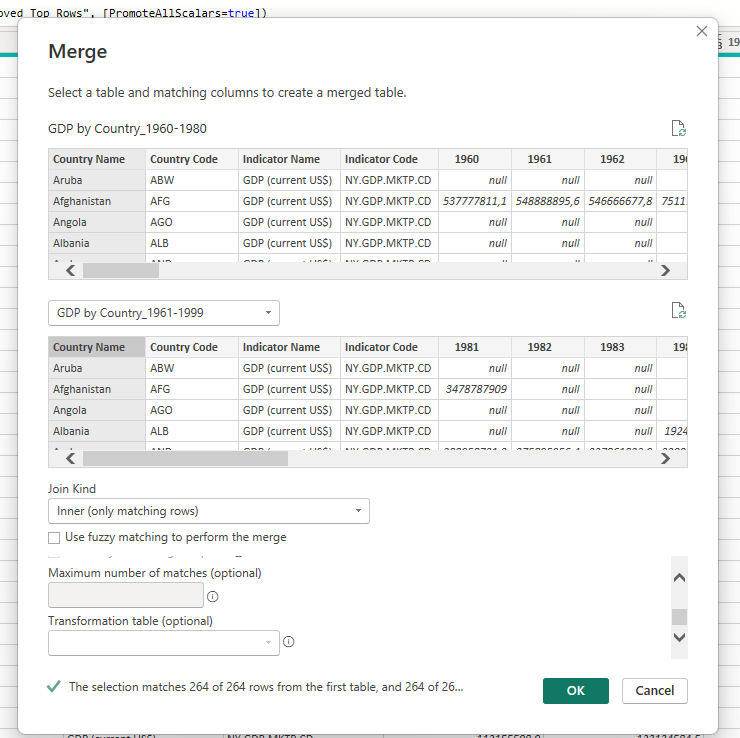 oved Top Rows", [PromoteAllScalars=true])
19
Merge
Select a table and matching columns to create a merged table.
GDP by Country_1960-1980
Country Name Country Code Indicator Name Indicator Code 1960 1961 1962
Aruba ABW GDP (current US$) NY.GDP.MKTP.CD null null null
Afghanistan AFG GDP (current US$) NY.GDP.MKTP.CD 537777811,1 548888895,6 546666677,8 7511
Angola AGO GDP (current US$) NY.GDP.MKTP.CD null null null
Albania ALB GDP (current US$) NY.GDP.MKTP.CD null null null
GDP by Country_1961-1999
Country Name Country Code Indicator Name Indicator Code 1981 1982 1983
Aruba ABW GDP (current US$) NY.GDP.MKTP.CD null null null
Afghanistan AFG GDP (current US$) NY.GDP.MKTP.CD 3478787909 null null
Angola AGO GDP (current US$) NY.GDP.MKTP.CD null null null
Albania ALB GDP (current US$) NY.GDP.MKTP.CD null null null 1924
Join Kind
Inner (only matching rows)
Use fuzzy matching to perform the merge
Maximum number of matches (optional)
Transformation table (optional)
The selection matches 264 of 264 rows from the first table, and 264 of 26...
OK
Cancel